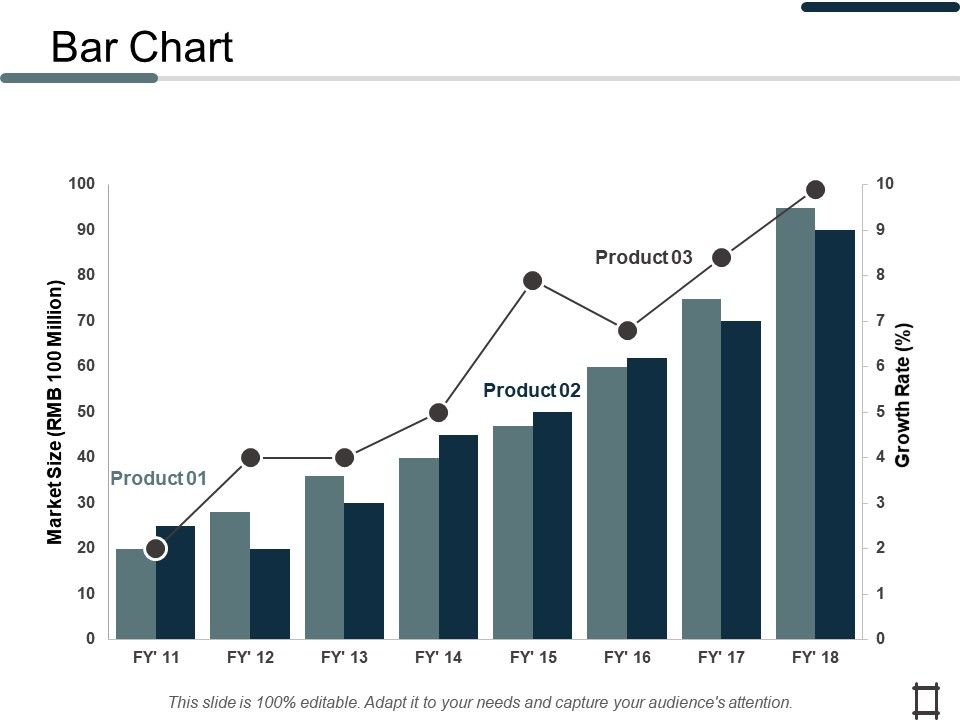 Bar Chart
Market Size (RMB 100 Million)
100
90
80
70
60
50
40
30
20
10
0
Product 01
Product 02
Product 03
10
9
8
7
6
5
4
3
2
1
0
Growth Rate (%)
FY' 11 FY' 12 FY' 13 FY' 14 FY' 15 FY' 16 FY' 17 FY' 18
This slide is 100% editable. Adapt it to your needs and capture your audience's attention.